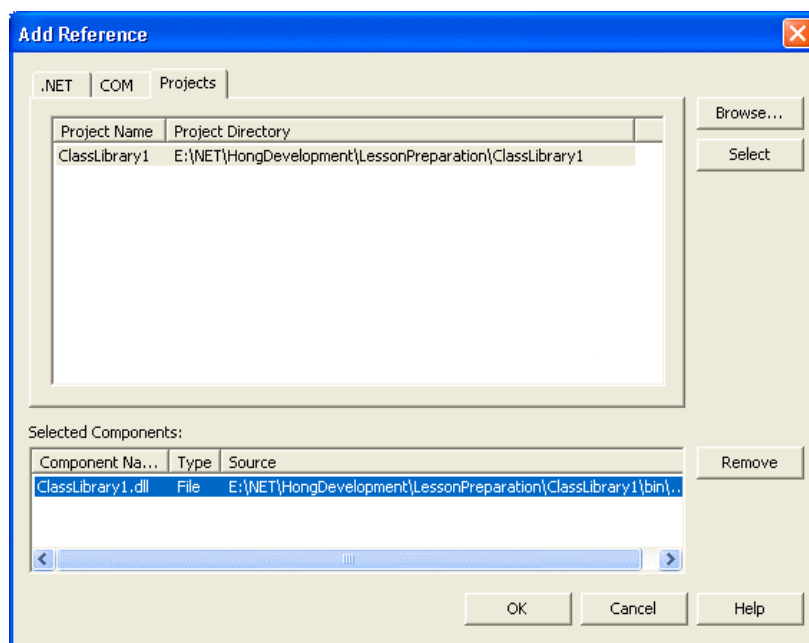 Add Reference
.NET COM Projects
Browse...
Project Name Project Directory
Select
ClassLibrary1 E:\NET\HongDevelopment\LessonPreparation\ClassLibrary1
Selected Components:
Component Na... Type Source
Remove
ClassLibrary1.dll File E:\NET\HongDevelopment\LessonPreparation\ClassLibrary1\bin\...
OK Cancel Help